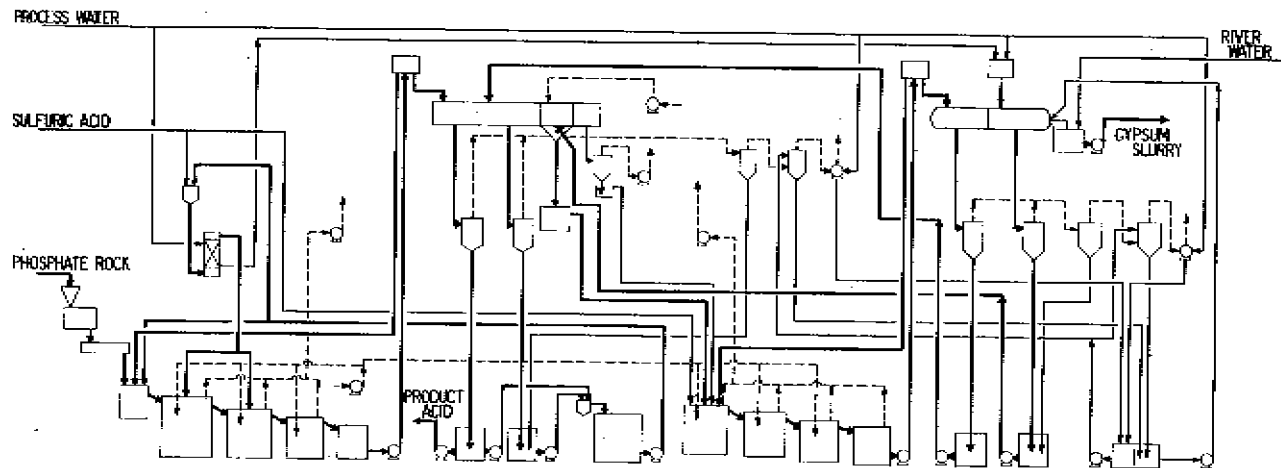 PROCESS WATER
RIVER
WATER
SULFURIC ACID
GYPSUM
SLURRY
PHOSPHATE ROCK
PRODUCT
ACID